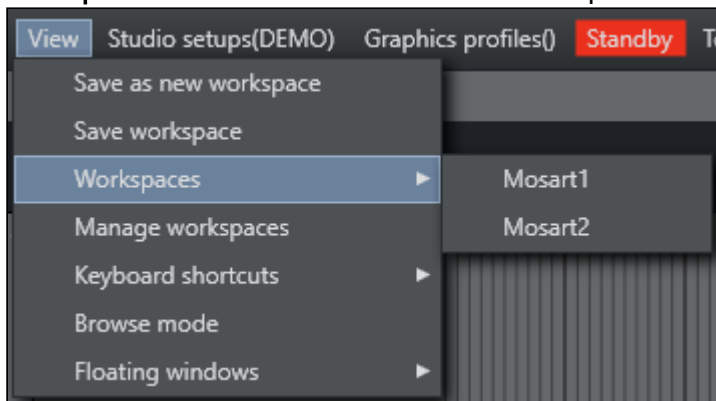 View Studio setups(DEMO) Graphics profiles() Standby
Save as new workspace
Save workspace
Workspaces
Mosart1
Manage workspaces
Mosart2
Keyboard shortcuts
Browse mode
Floating windows